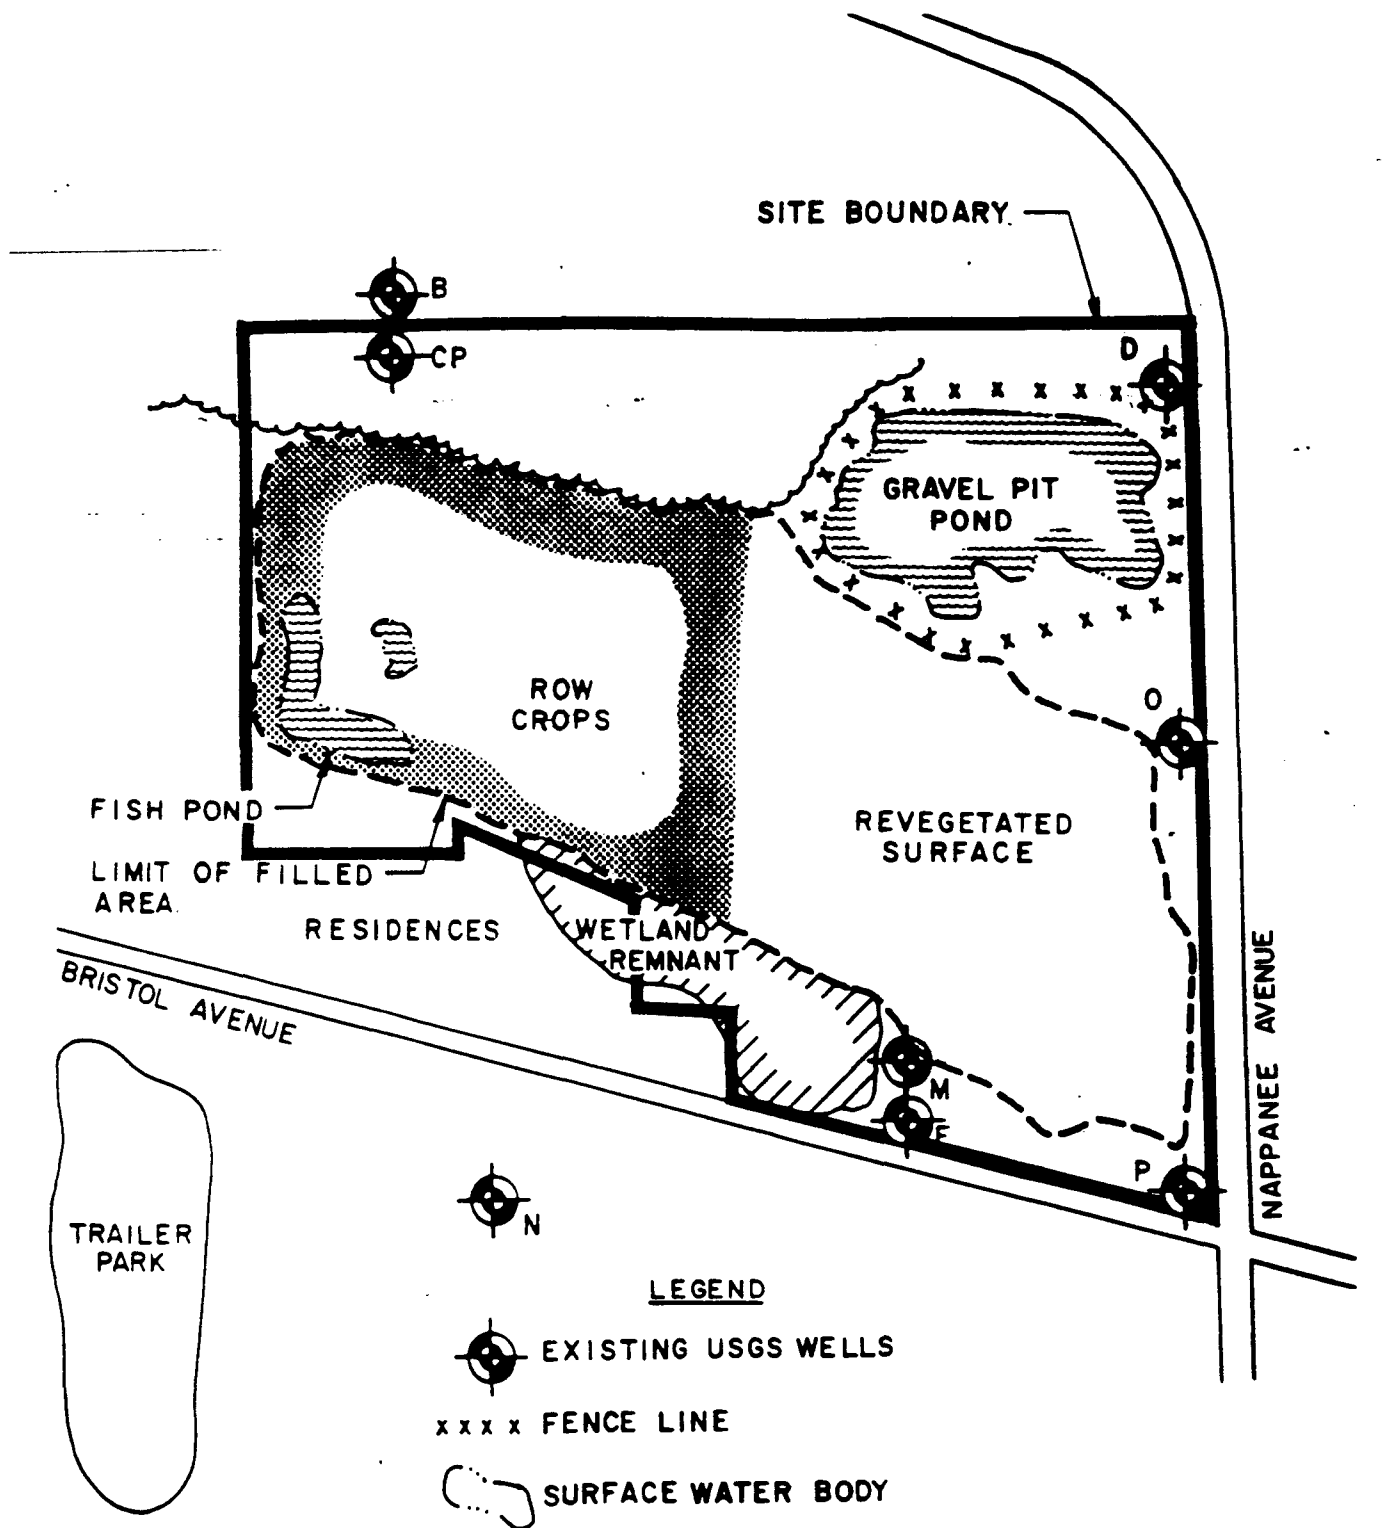 SITE BOUNDARY
B
CP
D
GRAVEL PIT
POND
ROW
CROPS
O
FISH POND
REVEGETATED
SURFACE
LIMIT OF FILLED
AREA
RESIDENCES
WETLAND
REMNANT
BRISTOL AVENUE
NAPPANEE AVENUE
M
P
N
TRAILER
PARK
LEGEND
EXISTING USGS WELLS
x x x x FENCE LINE
SURFACE WATER BODY